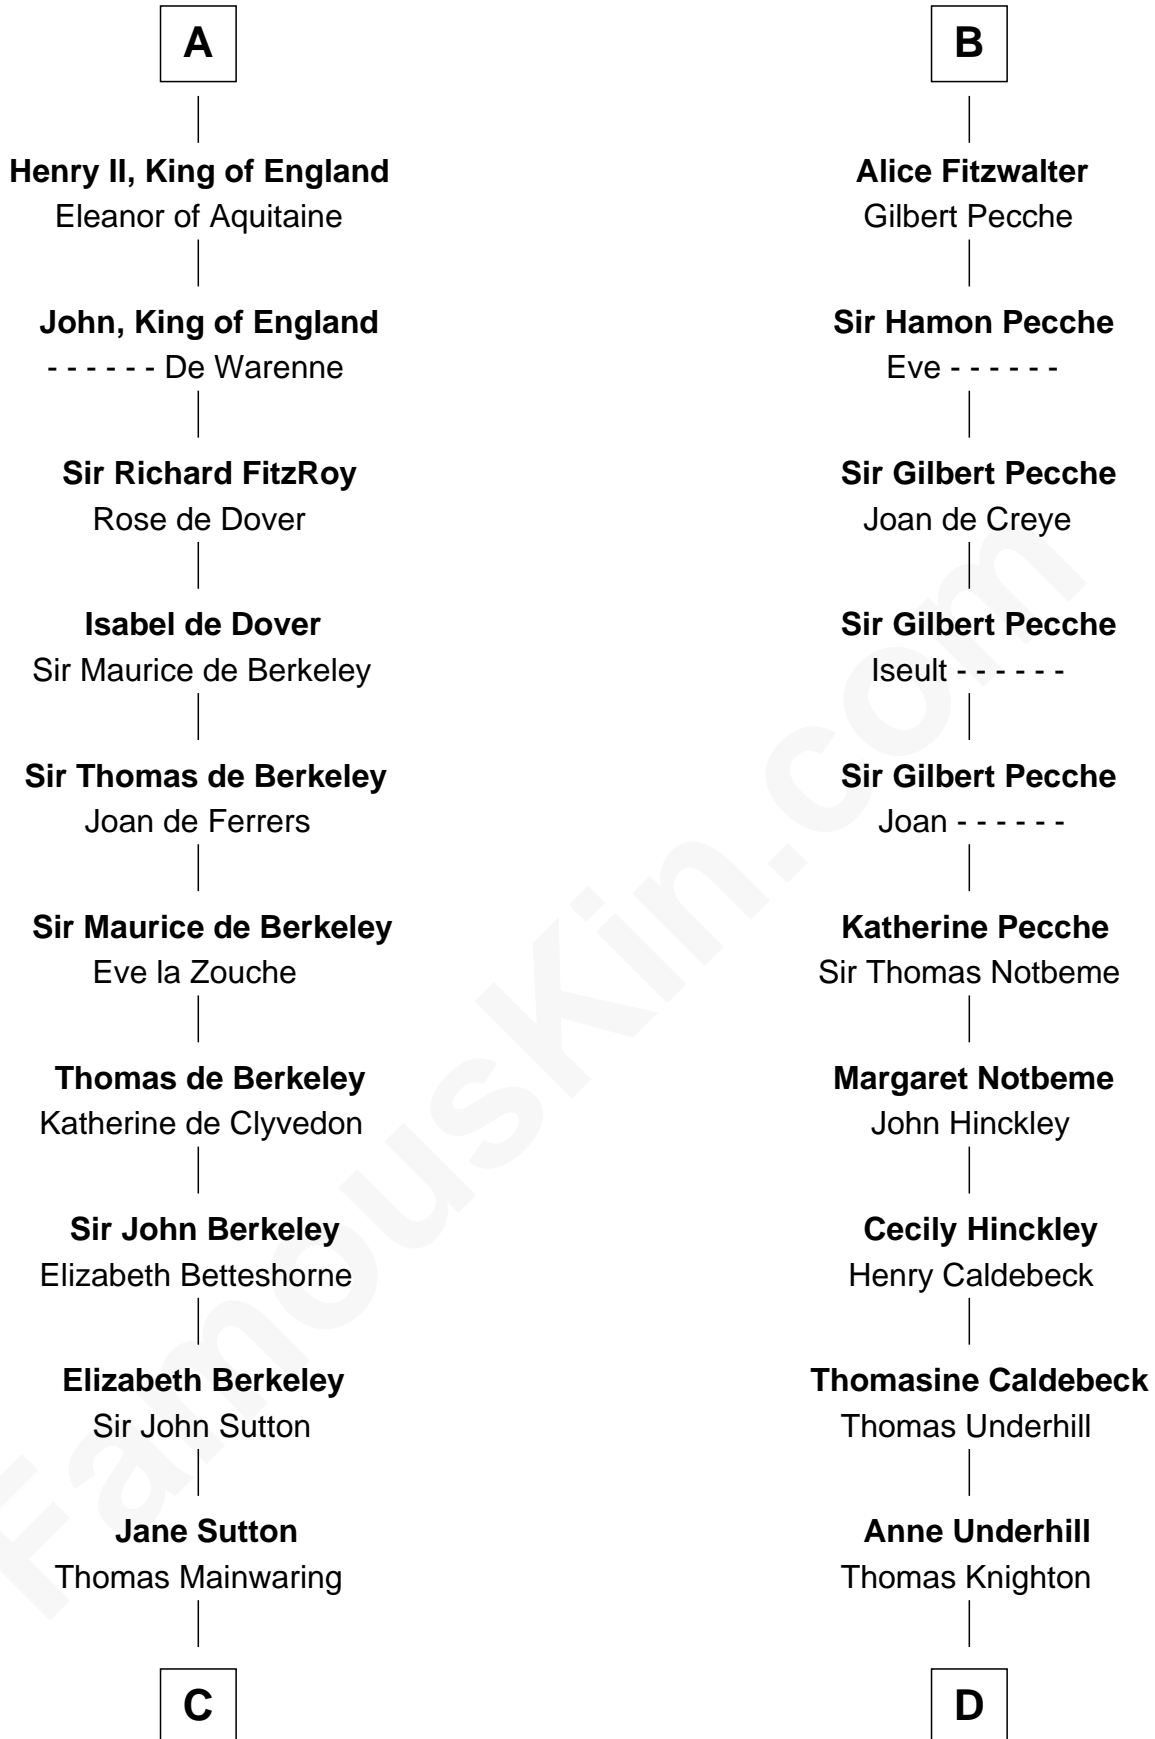 A
Henry II, King of England
Eleanor of Aquitaine
John, King of England
- - - - - - De Warenne
Sir Richard FitzRoy
Rose de Dover
Isabel de Dover
Sir Maurice de Berkeley
Sir Thomas de Berkeley
Joan de Ferrers
Sir Maurice de Berkeley
Eve la Zouche
Thomas de Berkeley
Katherine de Clyvedon
Sir John Berkeley
Elizabeth Betteshorne
Elizabeth Berkeley
Sir John Sutton
Jane Sutton
Thomas Mainwaring
C
B
Alice Fitzwalter
Gilbert Pecche
Sir Hamon Pecche
Eve - - - - - -
Sir Gilbert Pecche
Joan de Creye
Sir Gilbert Pecche
Iseult - - - - - -
Sir Gilbert Pecche
Joan - - - - - -
Katherine Pecche
Sir Thomas Notbeme
Margaret Notbeme
John Hinckley
Cecily Hinckley
Henry Caldebeck
Thomasine Caldebeck
Thomas Underhill
Anne Underhill
Thomas Knighton
D
FamousKin.com